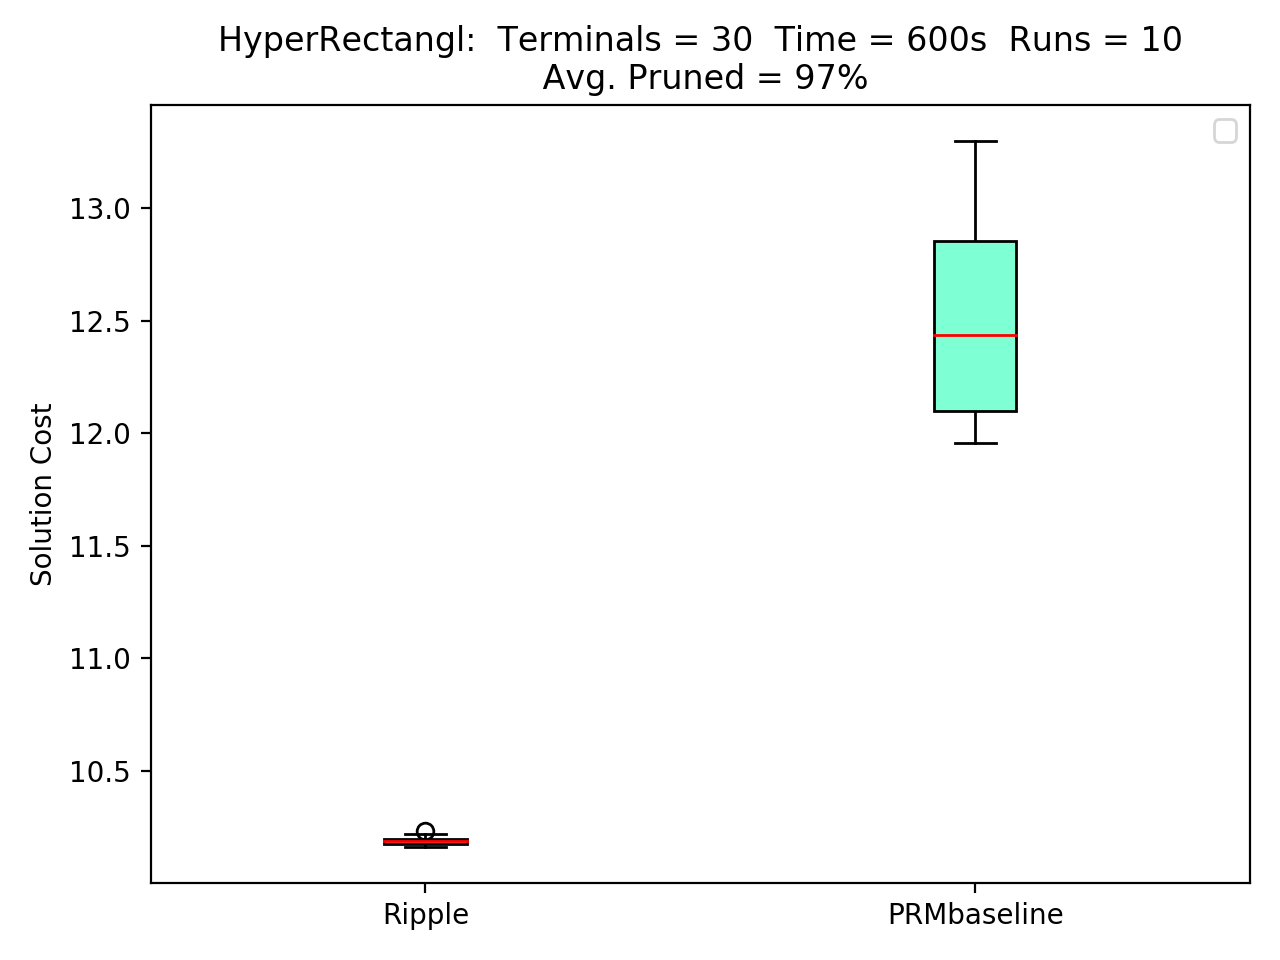 HyperRectangl:  Terminals = 30  Time = 600s  Runs = 10
Avg. Pruned = 97%
Solution Cost
13.0
12.5
12.0
11.5
11.0
10.5
Ripple
PRMbaseline